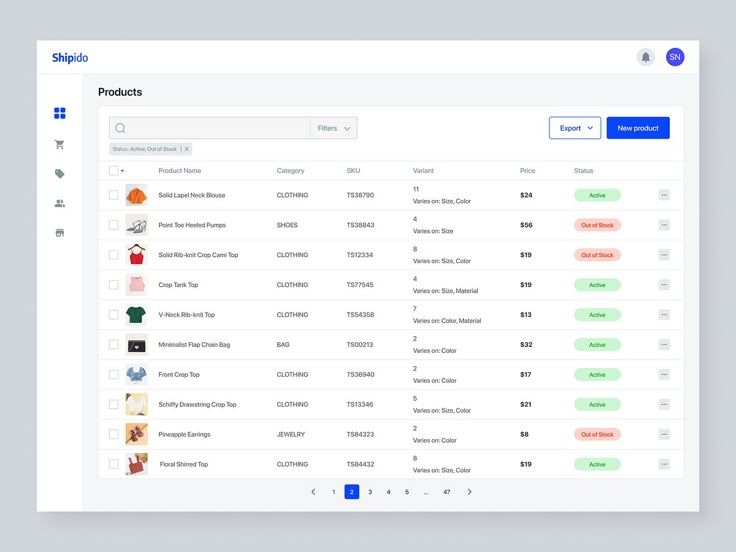 Shipido
SN
Products
Filters
Export
New product
Status: Active, Out of Stock
Product Name Category SKU Variant Price Status
Solid Lapel Neck Blouse CLOTHING TS38790 11 $24 Active
Varies on: Size, Color
Point Toe Heeled Pumps SHOES TS38843 4 $56 Out of Stock
Varies on: Size
Solid Rib-knit Crop Cami Top CLOTHING TS12334 8 $19 Out of Stock
Varies on: Size, Color
Crop Tank Top CLOTHING TS77545 4 $19 Active
Varies on: Size, Material
V-Neck Rib-knit Top CLOTHING TS54358 7 $13 Active
Varies on: Color, Material
Minimalist Flap Chain Bag BAG TS00213 2 $32 Active
Varies on: Color
Front Crop Top CLOTHING TS36940 2 $17 Active
Varies on: Color
Schiffy Drawstring Crop Top CLOTHING TS13346 5 $21 Active
Varies on: Size, Color
Pineapple Earrings JEWELRY TS84323 2 $8 Out of Stock
Varies on: Color
Floral Shirred Top CLOTHING TS84432 8 $19 Active
Varies on: Size, Color
1 2 3 4 5 ... 47